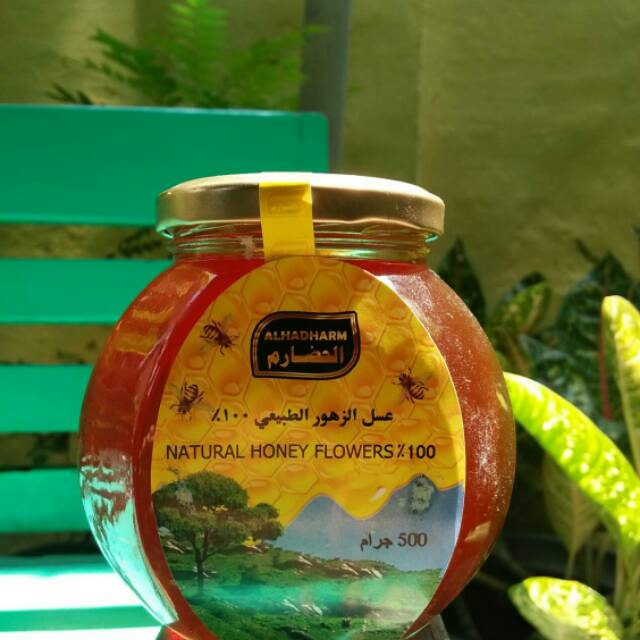 ALHADHARM
الحضارم
عسل الزهور الطبيعي ١٠٠٪
NATURAL HONEY FLOWERS٪100
500 جرام